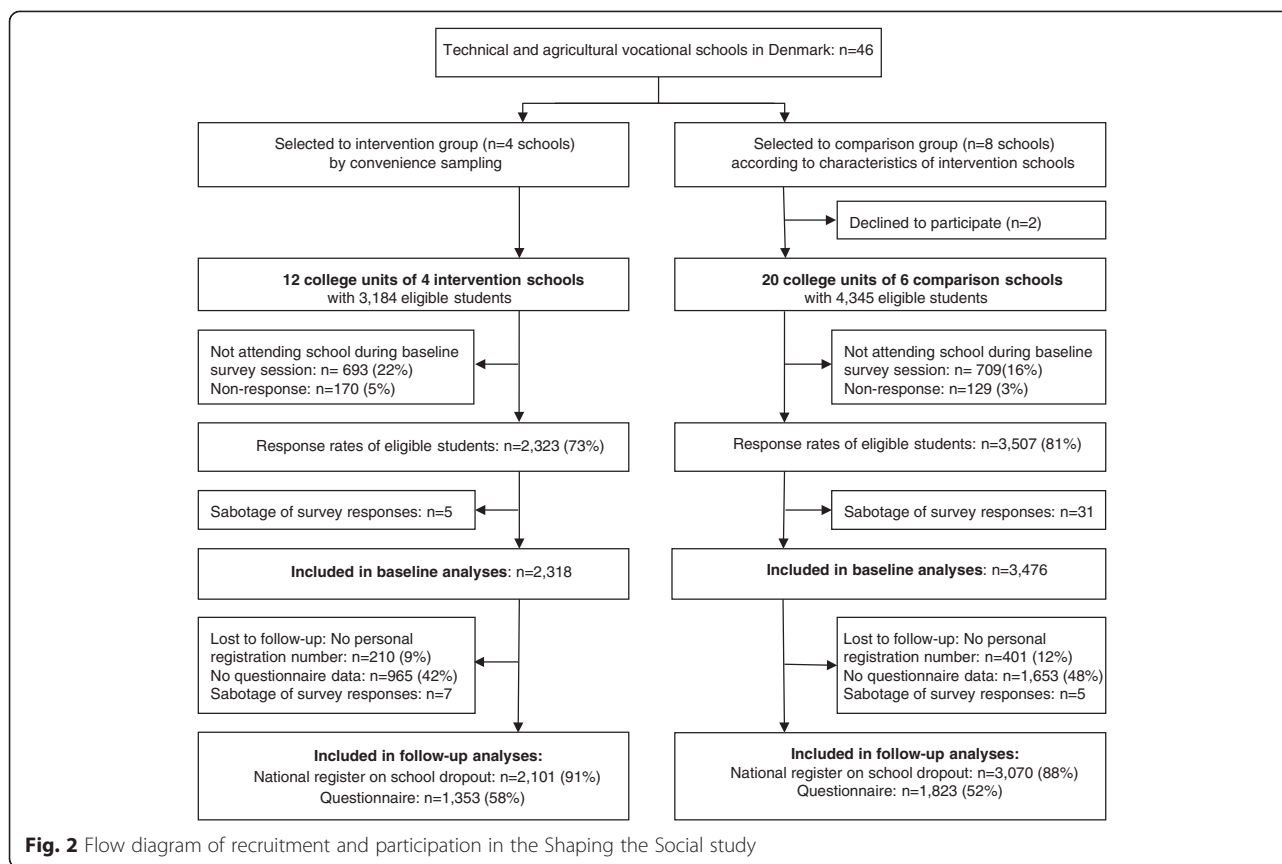 Technical and agricultural vocational schools in Denmark: n=46
Selected to intervention group (n=4 schools)
by convenience sampling
Selected to comparison group (n=8 schools)
according to characteristics of intervention schools
Declined to participate (n=2)
12 college units of 4 intervention schools
with 3,184 eligible students
20 college units of 6 comparison schools
with 4,345 eligible students
Not attending school during baseline
survey session: n= 693 (22%)
Non-response: n=170 (5%)
Not attending school during baseline
survey session: n= 709(16%)
Non-response: n=129 (3%)
Response rates of eligible students: n=2,323 (73%)
Response rates of eligible students: n=3,507 (81%)
Sabotage of survey responses: n=5
Sabotage of survey responses: n=31
Included in baseline analyses: n=2,318
Included in baseline analyses: n=3,476
Lost to follow-up: No personal
registration number: n=210 (9%)
No questionnaire data: n=965 (42%)
Sabotage of survey responses: n=7
Lost to follow-up: No personal
registration number: n=401 (12%)
No questionnaire data: n=1,653 (48%)
Sabotage of survey responses: n=5
Included in follow-up analyses:
National register on school dropout: n=2,101 (91%)
Questionnaire: n=1,353 (58%)
Included in follow-up analyses:
National register on school dropout: n=3,070 (88%)
Questionnaire: n=1,823 (52%)
Fig. 2 Flow diagram of recruitment and participation in the Shaping the Social study